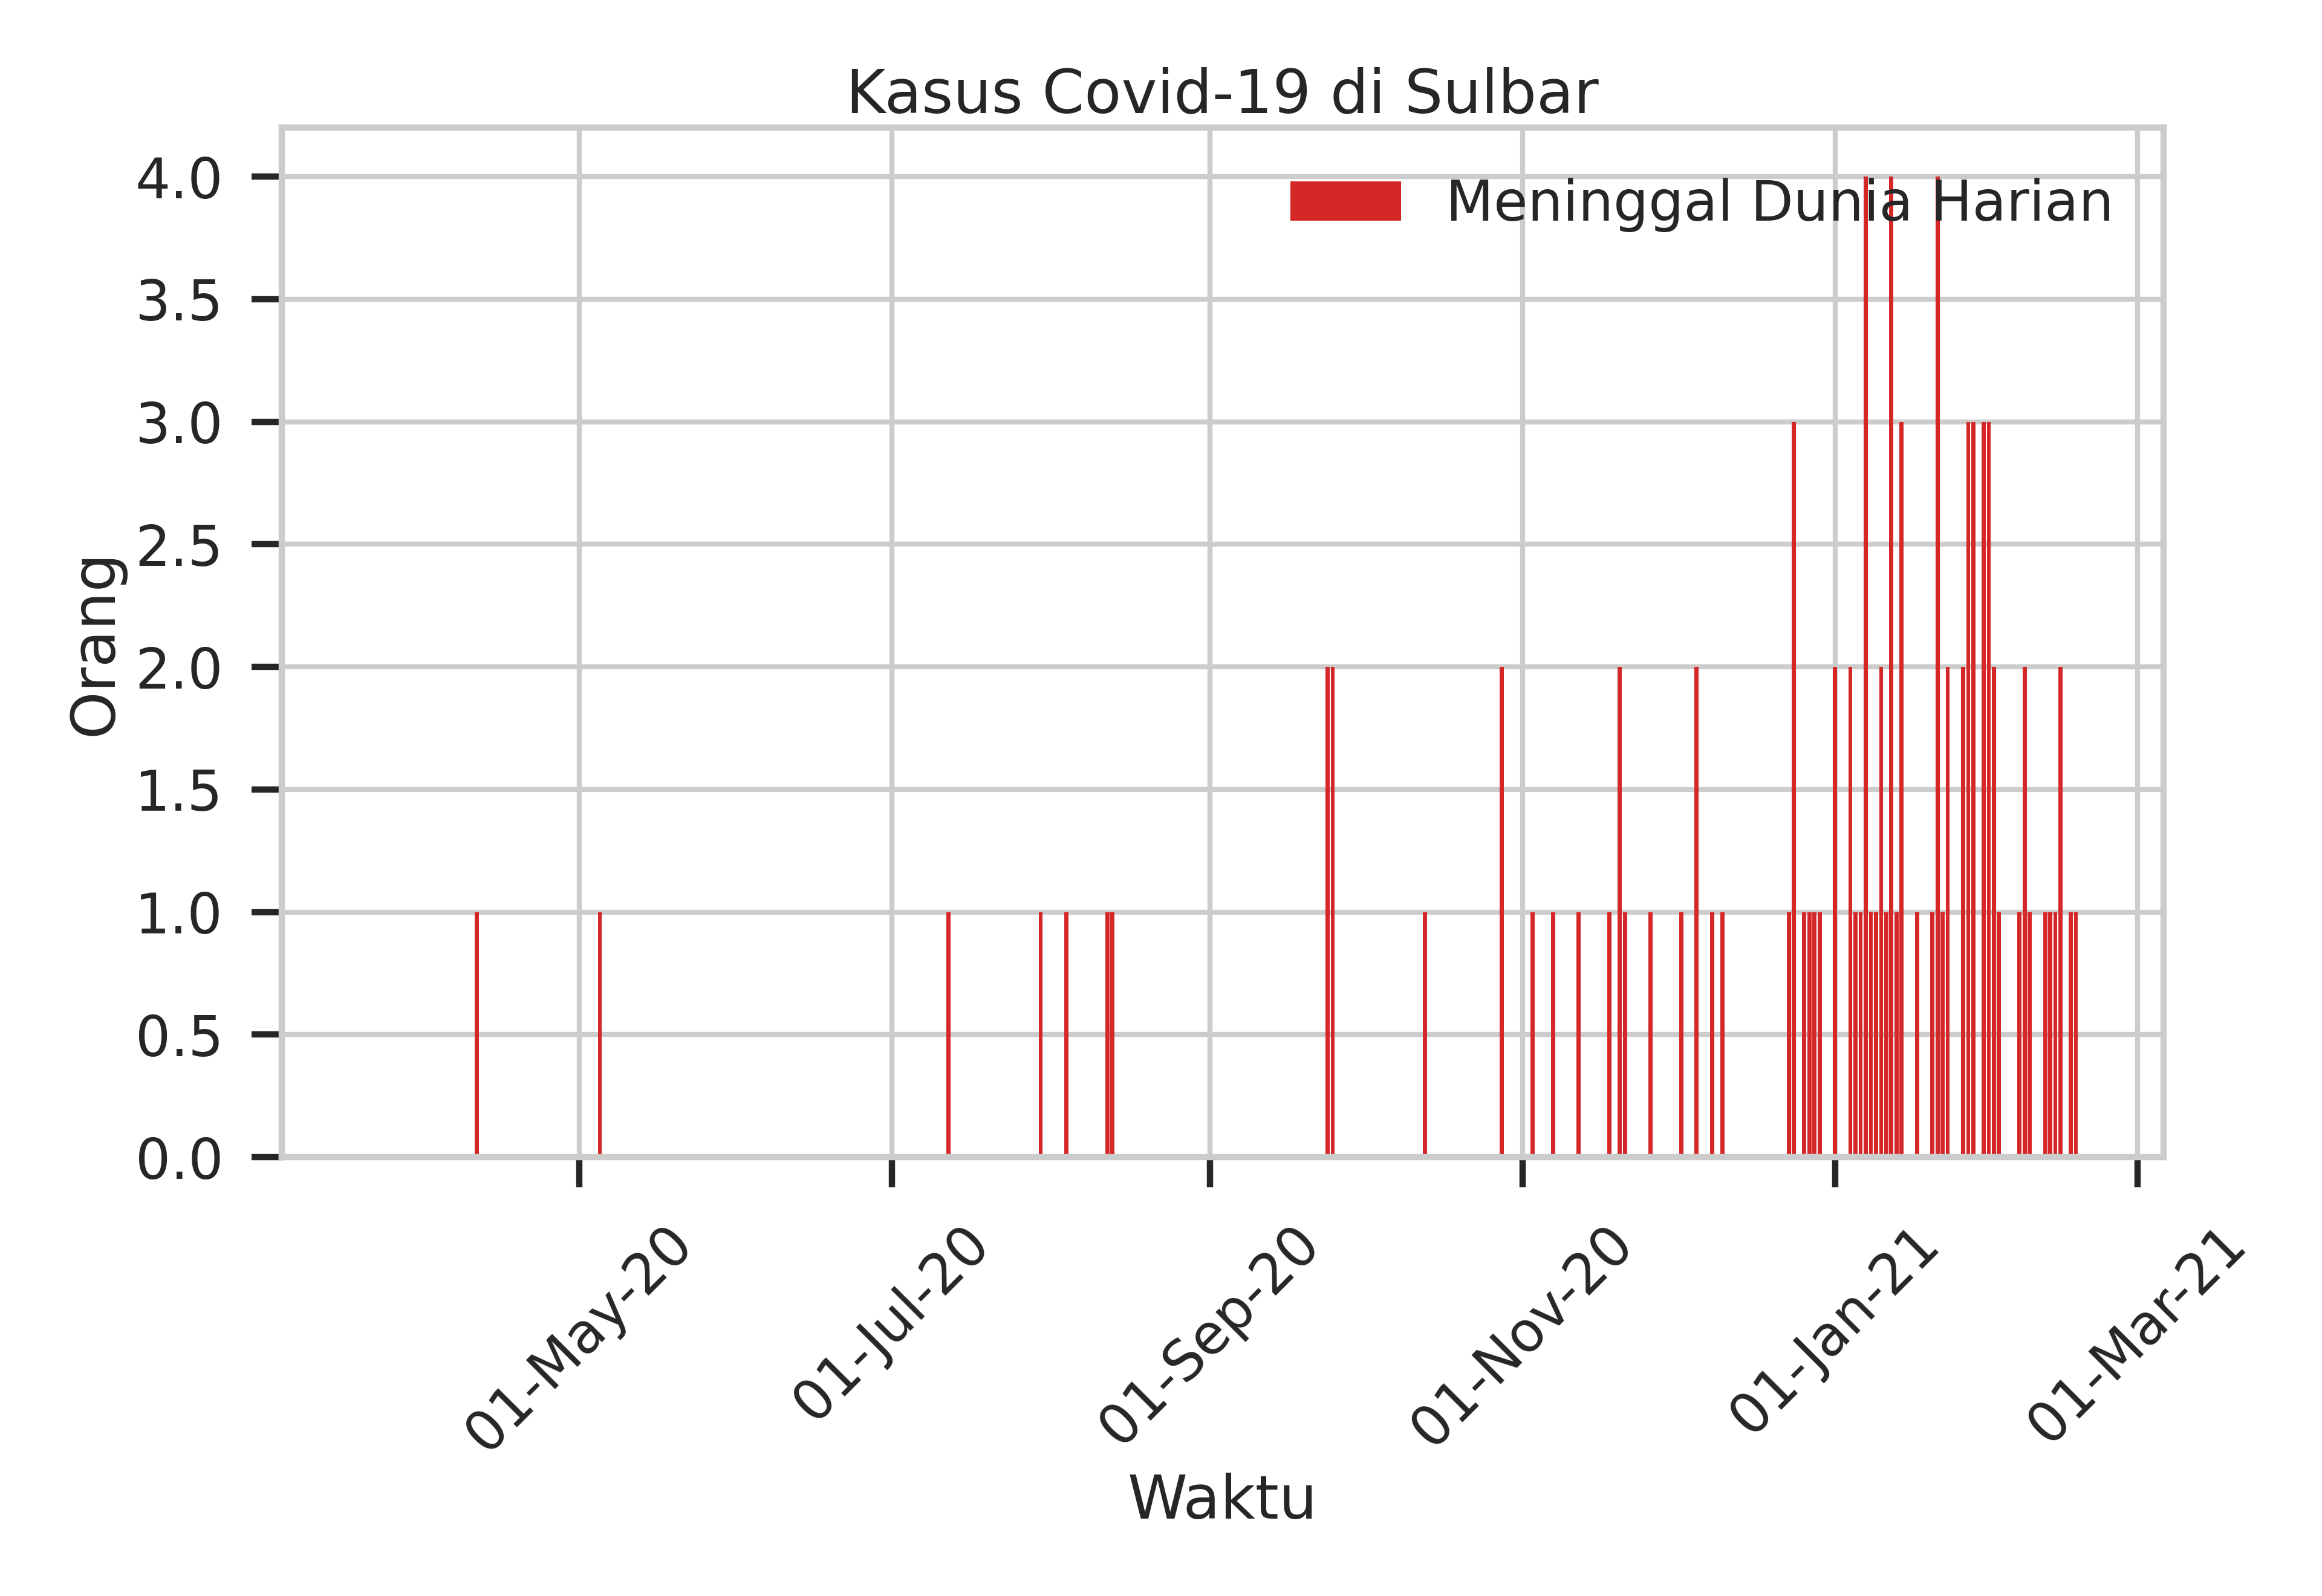 Kasus Covid-19 di Sulbar
Meninggal Dunia Harian
4.0
3.5
3.0
2.5
2.0
1.5
1.0
0.5
0.0
Orang
01-May-20
01-Jul-20
01-Sep-20
01-Nov-20
01-Jan-21
01-Mar-21
Waktu